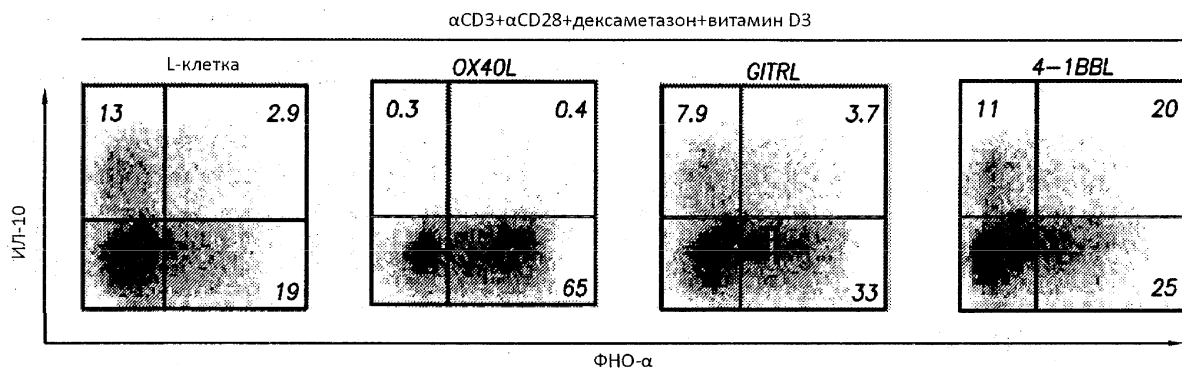 αCD3+αCD28+дексаметазон+витамин D3
L-клетка
OX40L
GITRL
4-1BBL
13
2.9
0.3
0.4
7.9
3.7
11
20
19
65
33
25
ИЛ-10
ФНО-α